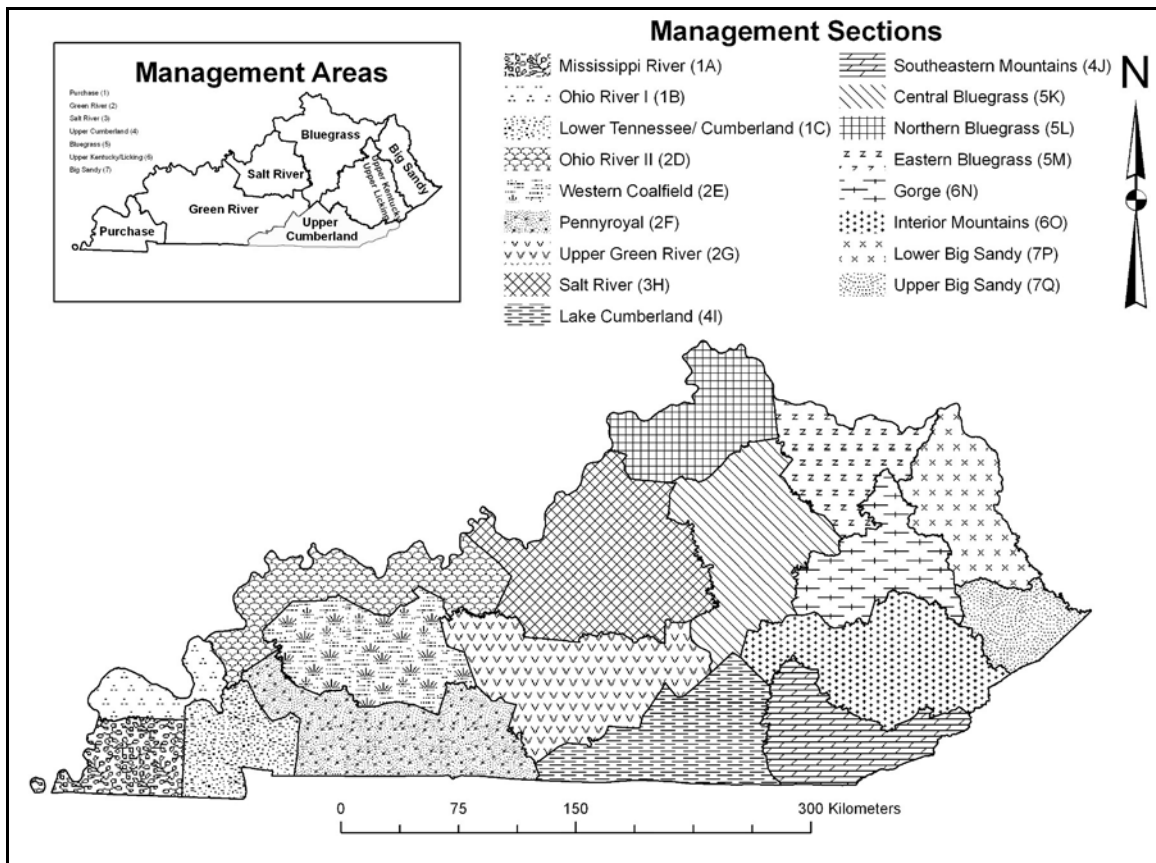 Management Areas
Purchase (1)
Green River (2)
Salt River (3)
Upper Cumberland (4)
Bluegrass (5)
Upper Kentucky/Licking (6)
Big Sandy (7)
Bluegrass
Big Sandy
Salt River
Upper Kentucky
Upper Licking
Green River
Upper
Cumberland
Purchase
Management Sections
Mississippi River (1A)
Ohio River I (1B)
Lower Tennessee/ Cumberland (1C)
Ohio River II (2D)
Western Coalfield (2E)
Pennyroyal (2F)
Upper Green River (2G)
Salt River (3H)
Lake Cumberland (4I)
Southeastern Mountains (4J)
Central Bluegrass (5K)
Northern Bluegrass (5L)
Eastern Bluegrass (5M)
Gorge (6N)
Interior Mountains (6O)
Lower Big Sandy (7P)
Upper Big Sandy (7Q)
N
0 75 150 300 Kilometers